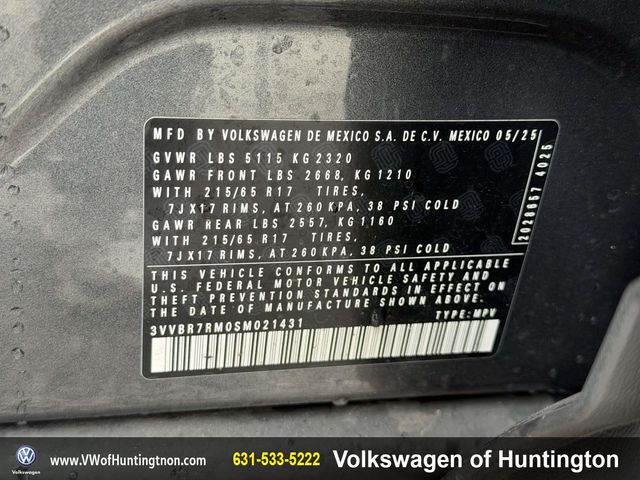 MFD BY VOLKSWAGEN DE MEXICO S.A. DE C.V. MEXICO 05/25
GVWR LBS 5115 KG 2320
GAWR FRONT LBS 2668, KG 1210
WITH 215/65 R17 TIRES,
7JX17 RIMS, AT 260 KPA, 38 PSI COLD
GAWR REAR LBS 2557, KG 1160
WITH 215/65 R17 TIRES,
7JX17 RIMS, AT 260 KPA, 38 PSI COLD
THIS VEHICLE CONFORMS TO ALL APPLICABLE
U.S. FEDERAL MOTOR VEHICLE SAFETY AND
THEFT PREVENTION STANDARDS IN EFFECT ON
THE DATE OF MANUFACTURE SHOWN ABOVE.
3VVBR7RM0SM021431 TYPE: MPV
2028057 4025
Volkswagen
www.VWofHuntingtnon.com
631-533-5222
Volkswagen of Huntington